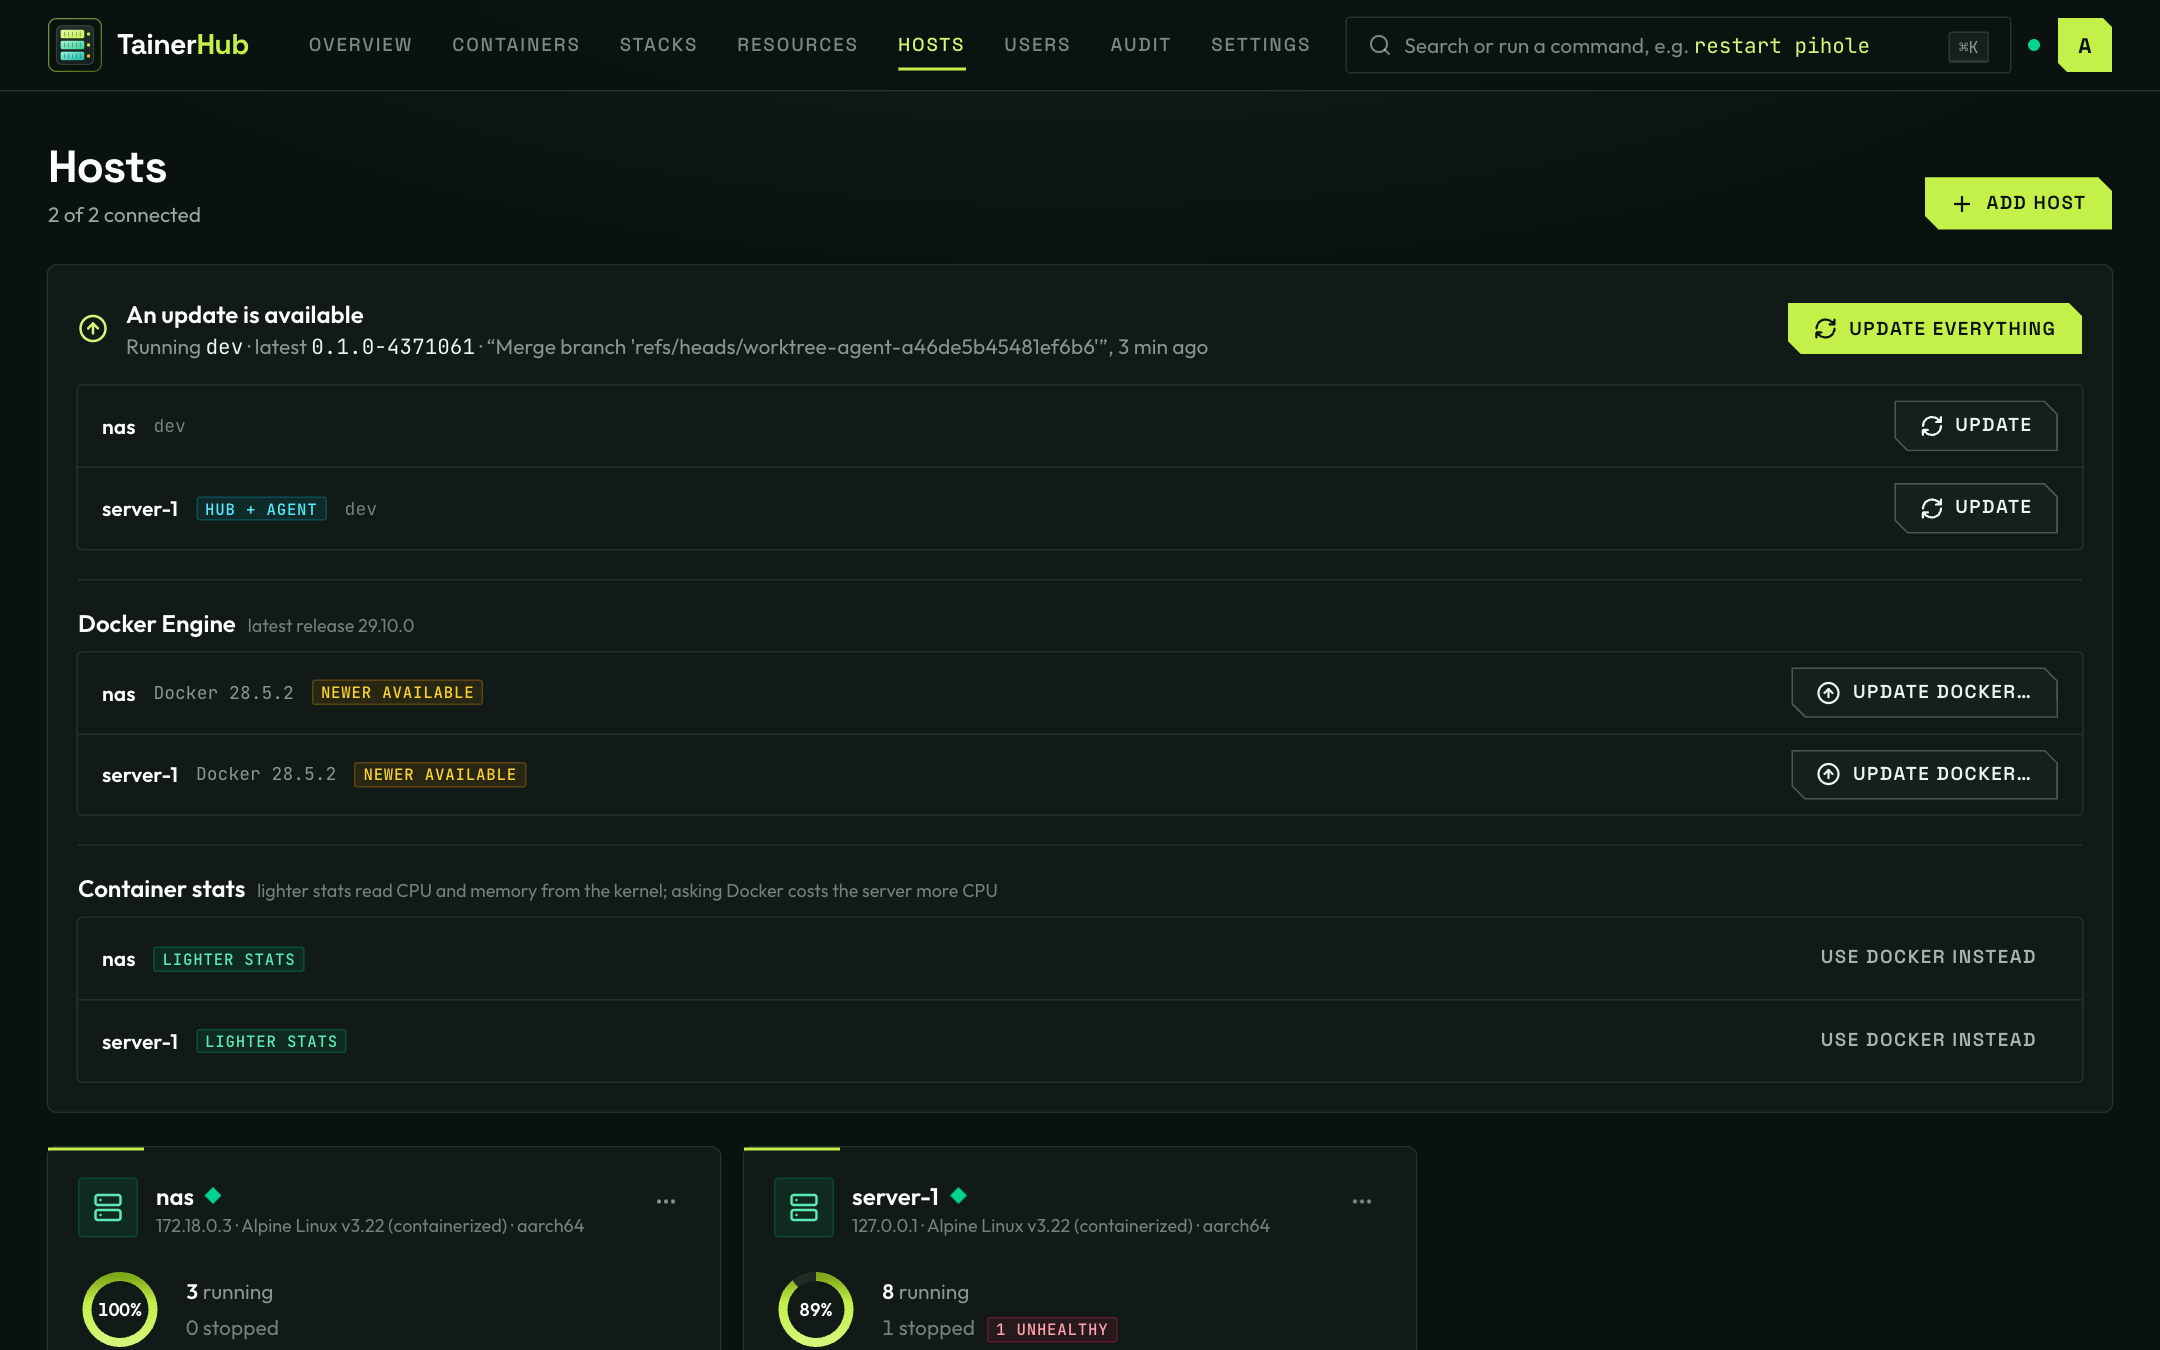 TainerHub OVERVIEW CONTAINERS STACKS RESOURCES HOSTS USERS AUDIT SETTINGS Search or run a command, e.g. restart pihole ⌘K A
Hosts
2 of 2 connected
ADD HOST
An update is available
Running dev · latest 0.1.0-4371061 · “Merge branch 'refs/heads/worktree-agent-a46de5b45481ef6b6'”, 3 min ago
UPDATE EVERYTHING
nas dev UPDATE
server-1 HUB + AGENT dev UPDATE
Docker Engine latest release 29.10.0
nas Docker 28.5.2 NEWER AVAILABLE UPDATE DOCKER…
server-1 Docker 28.5.2 NEWER AVAILABLE UPDATE DOCKER…
Container stats lighter stats read CPU and memory from the kernel; asking Docker costs the server more CPU
nas LIGHTER STATS USE DOCKER INSTEAD
server-1 LIGHTER STATS USE DOCKER INSTEAD
nas
172.18.0.3 · Alpine Linux v3.22 (containerized) · aarch64
100%
3 running
0 stopped
server-1
127.0.0.1 · Alpine Linux v3.22 (containerized) · aarch64
89%
8 running
1 stopped 1 UNHEALTHY